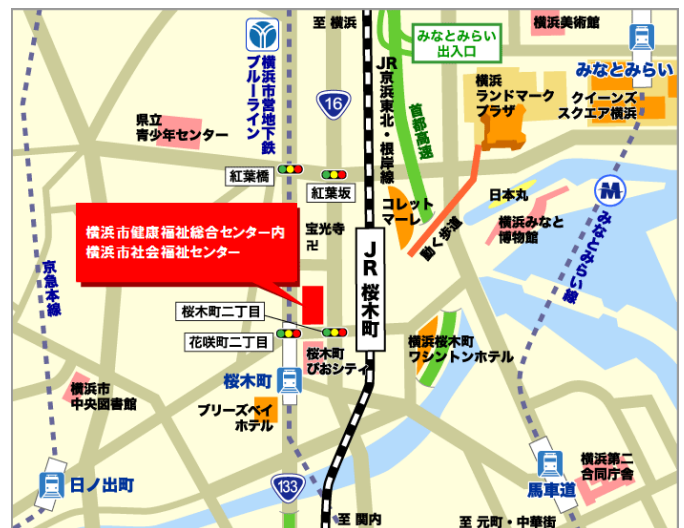 至 横浜
みなとみらい
出入口
横浜美術館
みなとみらい
横浜市営地下鉄
ブルーライン
16
JR
京浜東北・根岸線
首都高速
横浜
ランドマーク
プラザ
クイーンズ
スクエア横浜
県立
青少年センター
紅葉橋
紅葉坂
コレット
マーレ
日本丸
M
横浜みなと
博物館
動く歩道
みなとみらい線
横浜市健康福祉総合センター内
横浜市社会福祉センター
宝光寺
卍
JR 桜木町
京急本線
桜木町二丁目
花咲町二丁目
桜木町
ぴおシティ
横浜桜木町
ワシントンホテル
桜木町
横浜市
中央図書館
ブリーズベイ
ホテル
日ノ出町
133
馬車道
横浜第二
合同庁舎
至 関内
至 元町・中華街